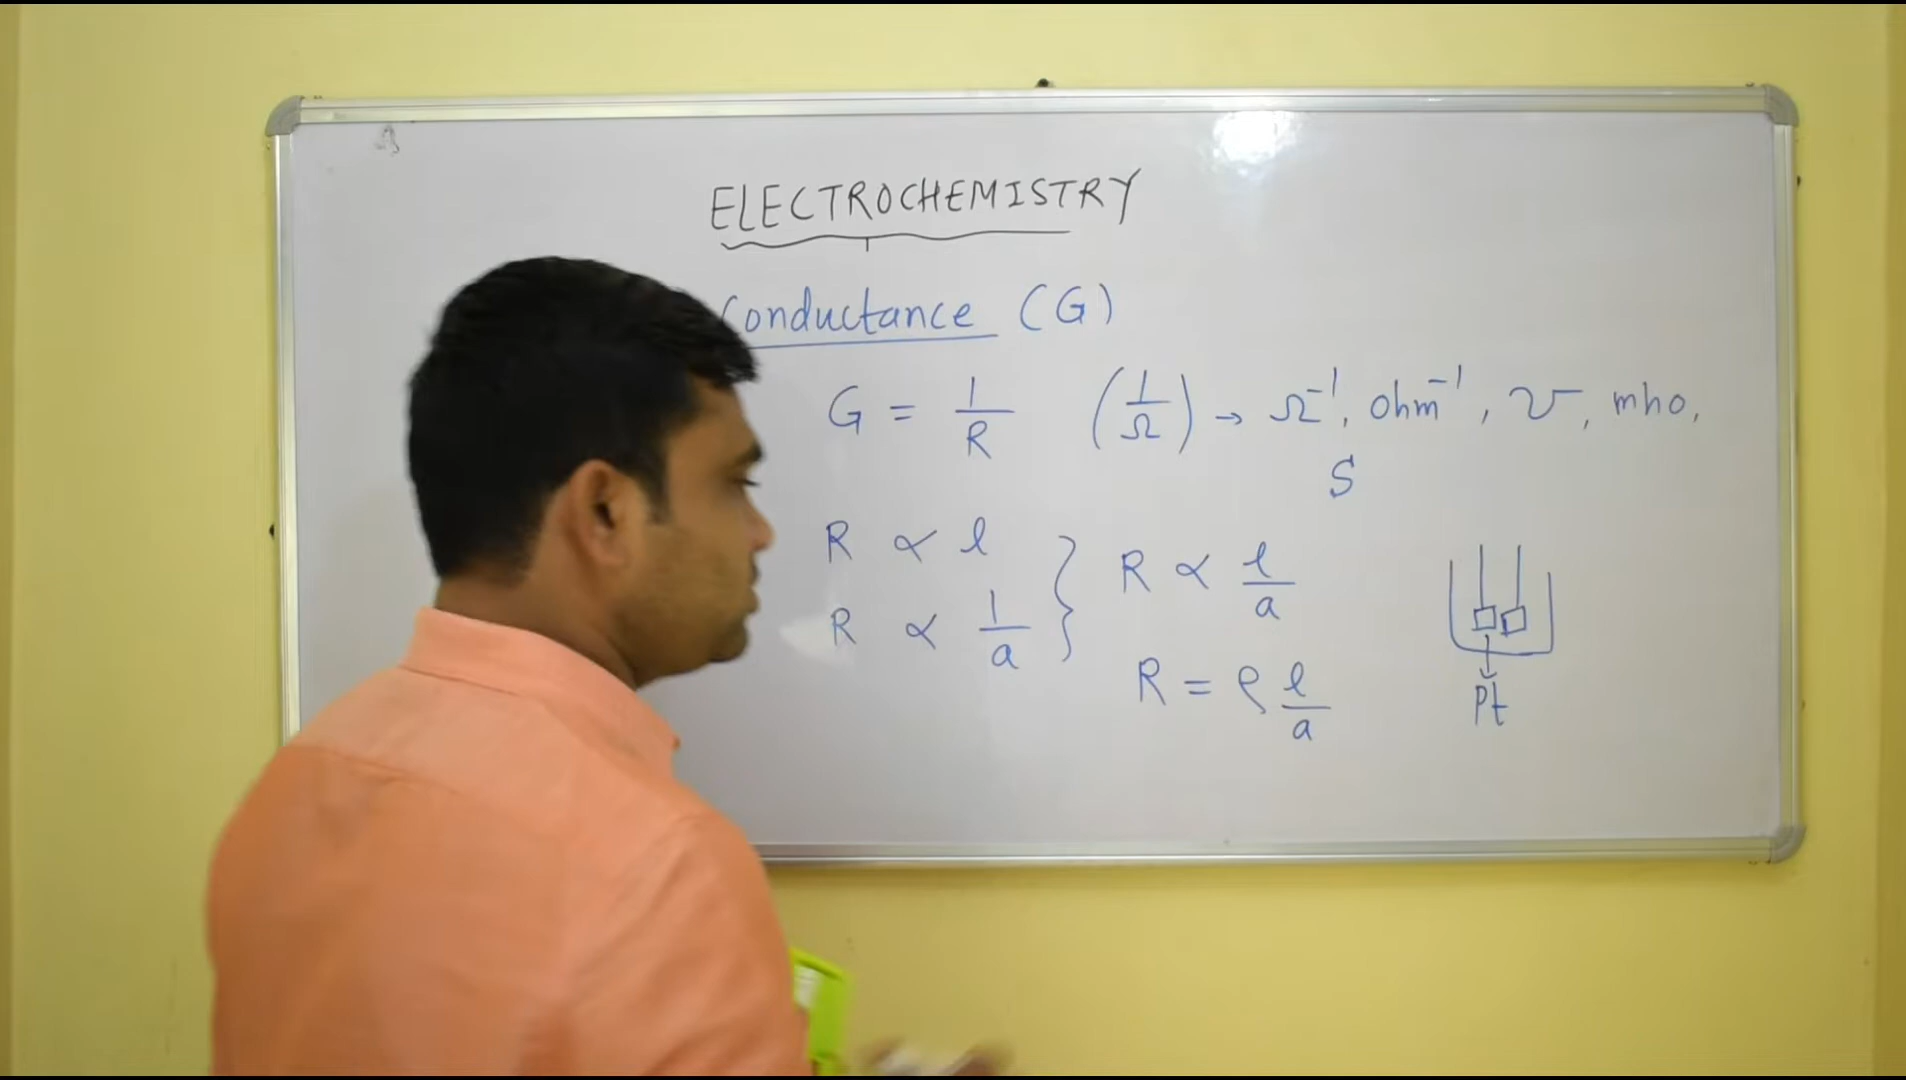 ELECTROCHEMISTRY
Conductance (G)
G = 1/R (1/Ω) → Ω⁻¹, Ohm⁻¹, ℧, mho,
S
R ∝ l
R ∝ 1/a } R ∝ l/a
R = ρ l/a
Pt